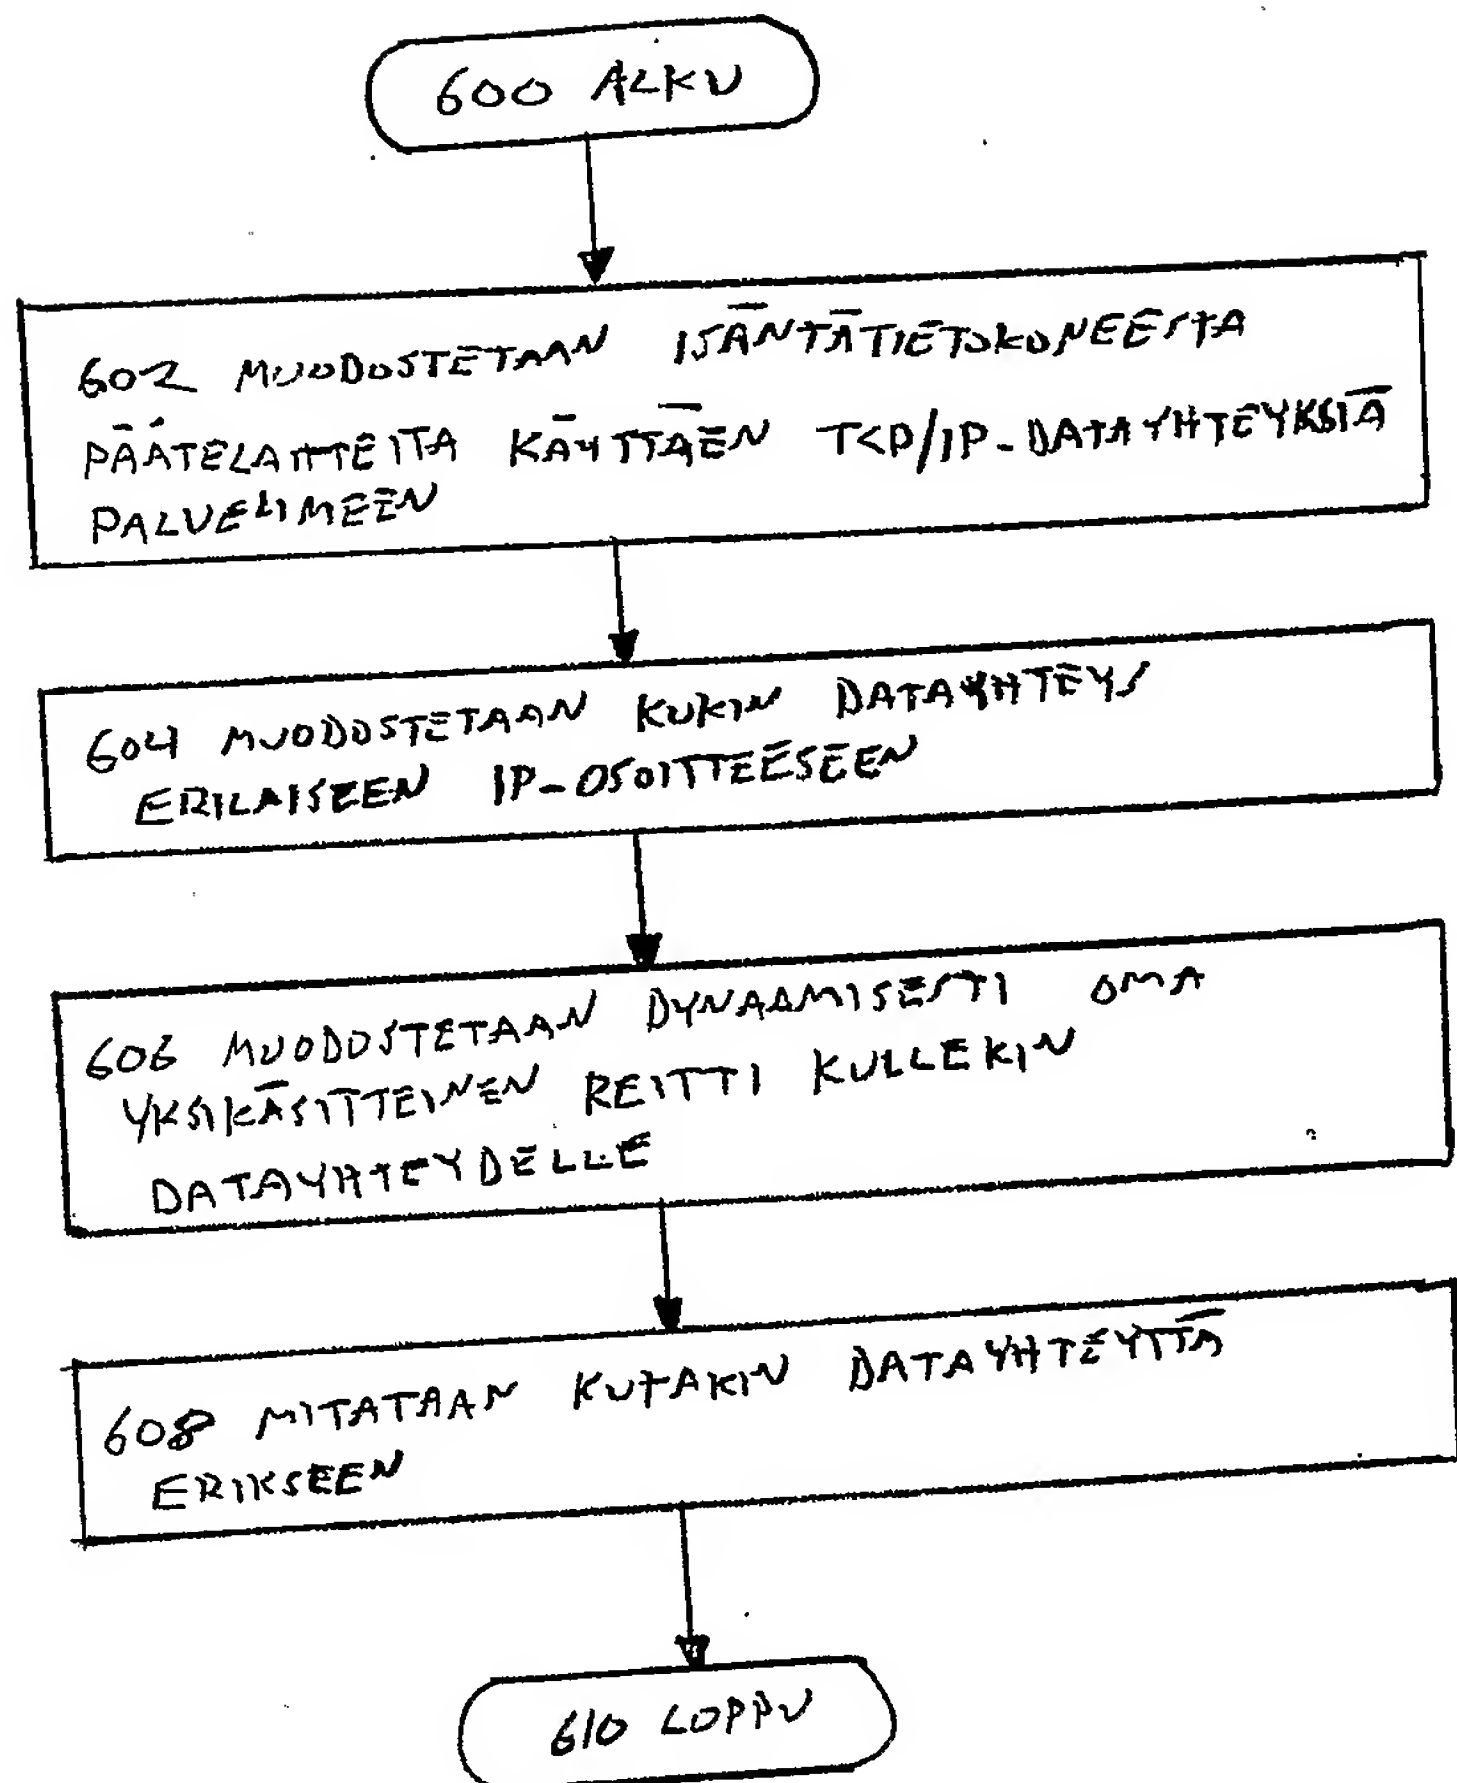 600 ALKU
602 MUODOSTETAAN ISÄNTÄTIETOKONEESTA
PÄÄTELAITTEITA KÄYTTÄEN TCP/IP-DATAYHTEYKSIÄ
PALVELIMEEN
604 MUODOSTETAAN KUKIN DATAYHTEYS
ERILAISEEN IP-OSOITTEESEEN
606 MUODOSTETAAN DYNAAMISESTI OMA
YKSIKÄSITTEINEN REITTI KULLEKIN
DATAYHTEYDELLE
608 MITATAAN KUTAKIN DATAYHTEYTTÄ
ERIKSEEN
610 LOPPU